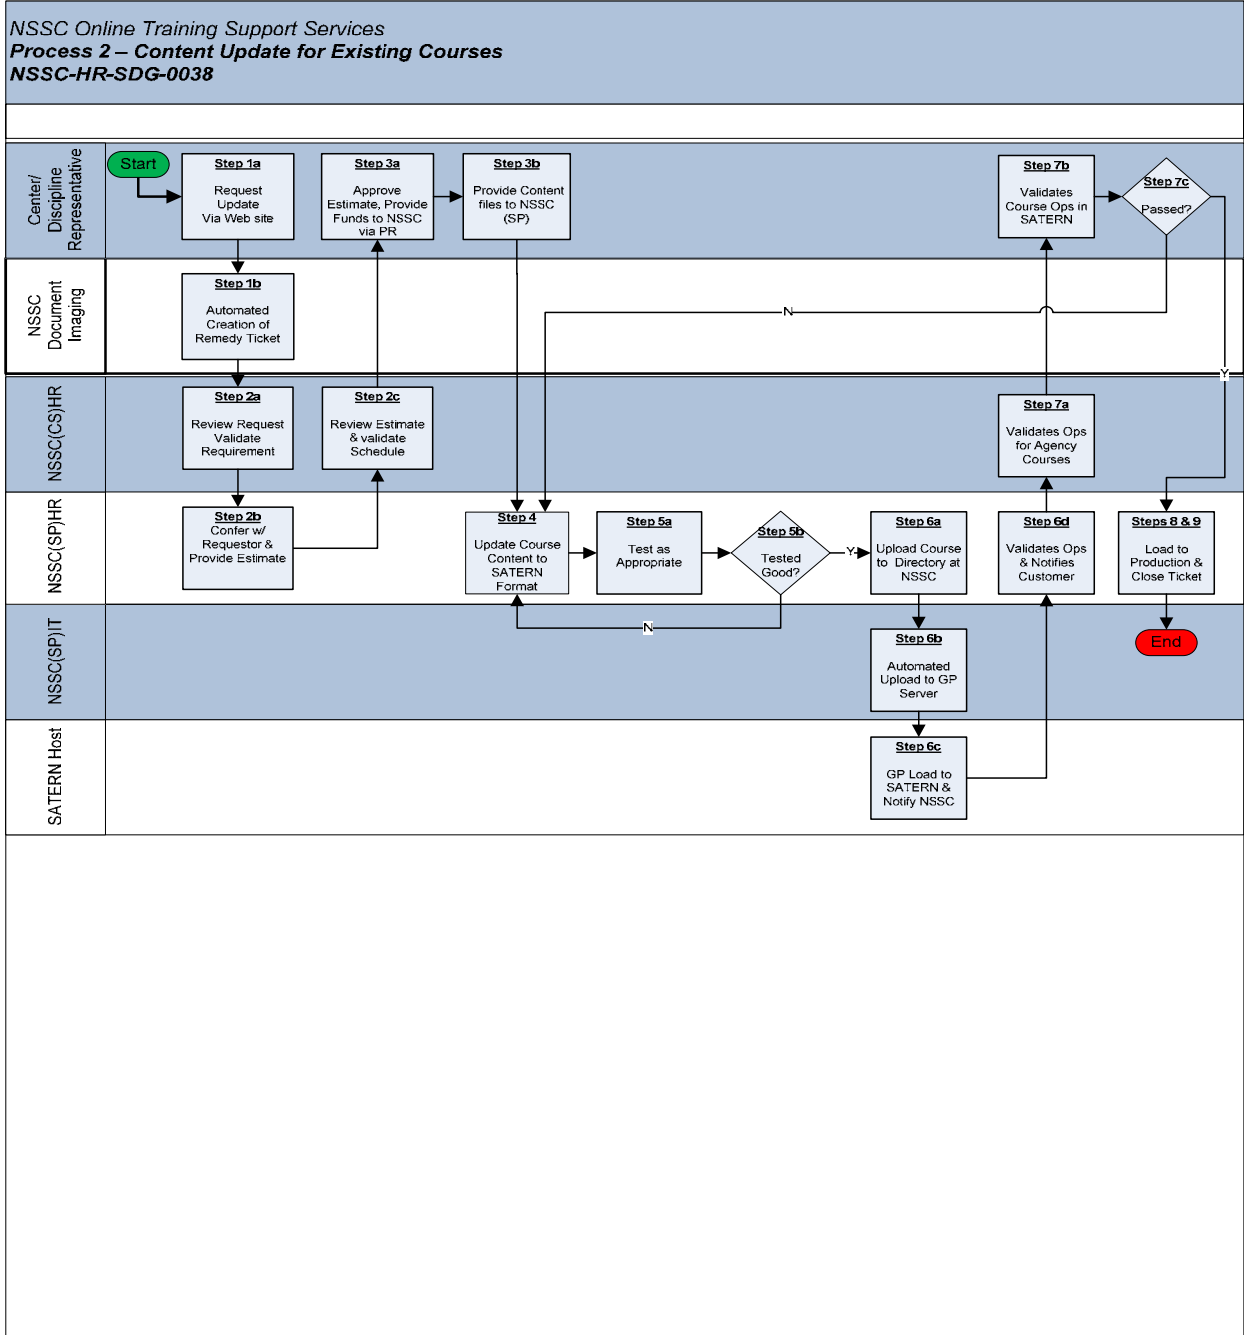 NSSC Online Training Support Services
Process 2 – Content Update for Existing Courses
NSSC-HR-SDG-0038
Center/
Discipline
Representative
Start
Step 1a
Request
Update
Via Web site
Step 3a
Approve
Estimate, Provide
Funds to NSSC
via PR
Step 3b
Provide Content
files to NSSC
(SP)
Step 7b
Validates
Course Ops in
SATERN
Step 7c
Passed?
NSSC
Document
Imaging
Step 1b
Automated
Creation of
Remedy Ticket
N
Y
NSSC(CS)HR
Step 2a
Review Request
Validate
Requirement
Step 2c
Review Estimate
& validate
Schedule
Step 7a
Validates Ops
for Agency
Courses
NSSC(SP)HR
Step 2b
Confer w/
Requestor &
Provide Estimate
Step 4
Update Course
Content to
SATERN
Format
Step 5a
Test as
Appropriate
Step 5b
Tested
Good?
Y
Step 6a
Upload Course
to Directory at
NSSC
Step 6d
Validates Ops
& Notifies
Customer
Steps 8 & 9
Load to
Production &
Close Ticket
NSSC(SP)IT
N
Step 6b
Automated
Upload to GP
Server
End
SATERN Host
Step 6c
GP Load to
SATERN &
Notify NSSC